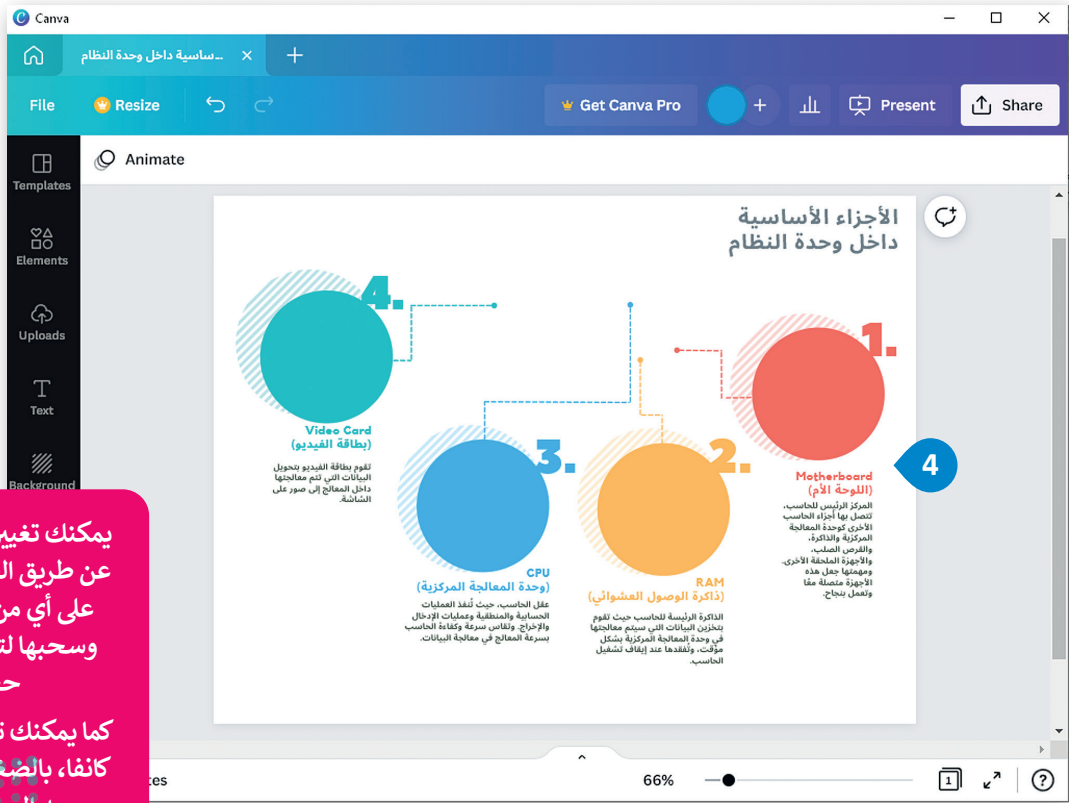 Canva
ـساسية داخل وحدة النظام
File
Resize
Get Canva Pro
Present
Share
Animate
Templates
Elements
Uploads
Text
Background
الأجزاء الأساسية
داخل وحدة النظام
1.
Motherboard
(اللوحة الأم)
المركز الرئيس للحاسب،
تتصل بها أجزاء الحاسب
الأخرى كوحدة المعالجة
المركزية والذاكرة،
والقرص الصلب،
والأجهزة الملحقة الأخرى.
ومهمتها جعل هذه
الأجهزة متصلة معًا
وتعمل بنجاح.
2.
RAM
(ذاكرة الوصول العشوائي)
الذاكرة الرئيسة للحاسب حيث تقوم
بتخزين البيانات التي سيتم معالجتها
في وحدة المعالجة المركزية بشكل
مؤقت، وتُفقدها عند إيقاف تشغيل
الحاسب.
3.
CPU
(وحدة المعالجة المركزية)
عقل الحاسب، حيث تُنفذ العمليات
الحسابية والمنطقية وعمليات الإدخال
والإخراج. وتقاس سرعة وكفاءة الحاسب
بسرعة المعالج في معالجة البيانات.
4.
Video Card
(بطاقة الفيديو)
تقوم بطاقة الفيديو بتحويل
البيانات التي تتم معالجتها
داخل المعالج إلى صور على
الشاشة.
4
يمكنك تغيير
عن طريق ال
على أي من
وسحبها لت
ح
كما يمكنك ت
كانفا، بالضغ
tes
66%
1